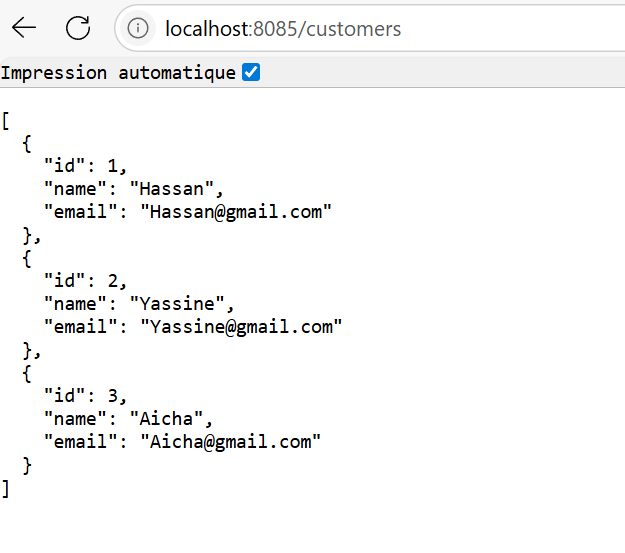 localhost:8085/customers
Impression automatique
[
  {
    "id": 1,
    "name": "Hassan",
    "email": "Hassan@gmail.com"
  },
  {
    "id": 2,
    "name": "Yassine",
    "email": "Yassine@gmail.com"
  },
  {
    "id": 3,
    "name": "Aicha",
    "email": "Aicha@gmail.com"
  }
]